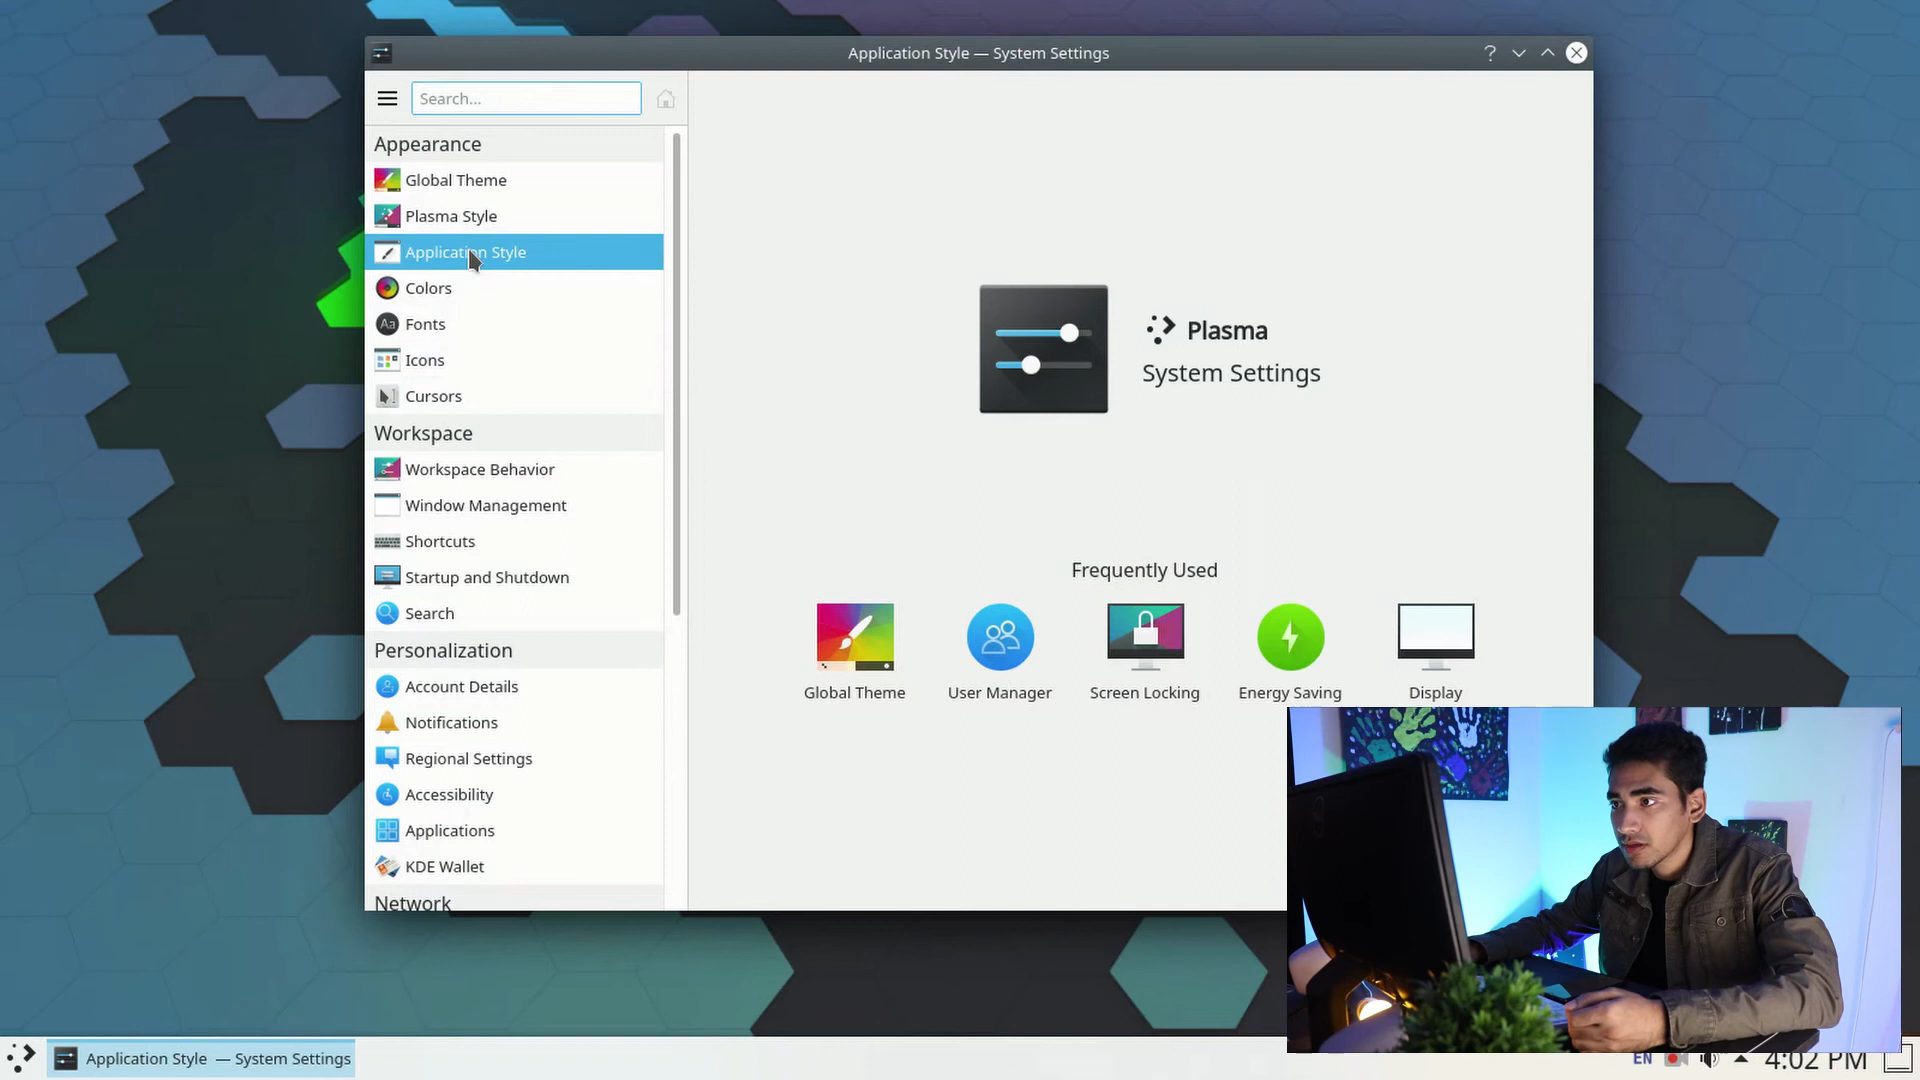 Application Style — System Settings
Search...
Appearance
Global Theme
Plasma Style
Application Style
Colors
Aa
Fonts
Icons
Cursors
Workspace
Workspace Behavior
Window Management
Shortcuts
Startup and Shutdown
Search
Personalization
Account Details
Notifications
Regional Settings
Accessibility
Applications
KDE Wallet
Network
Plasma
System Settings
Frequently Used
Global Theme
User Manager
Screen Locking
Energy Saving
Display
Application Style — System Settings
EN
4:02 PM